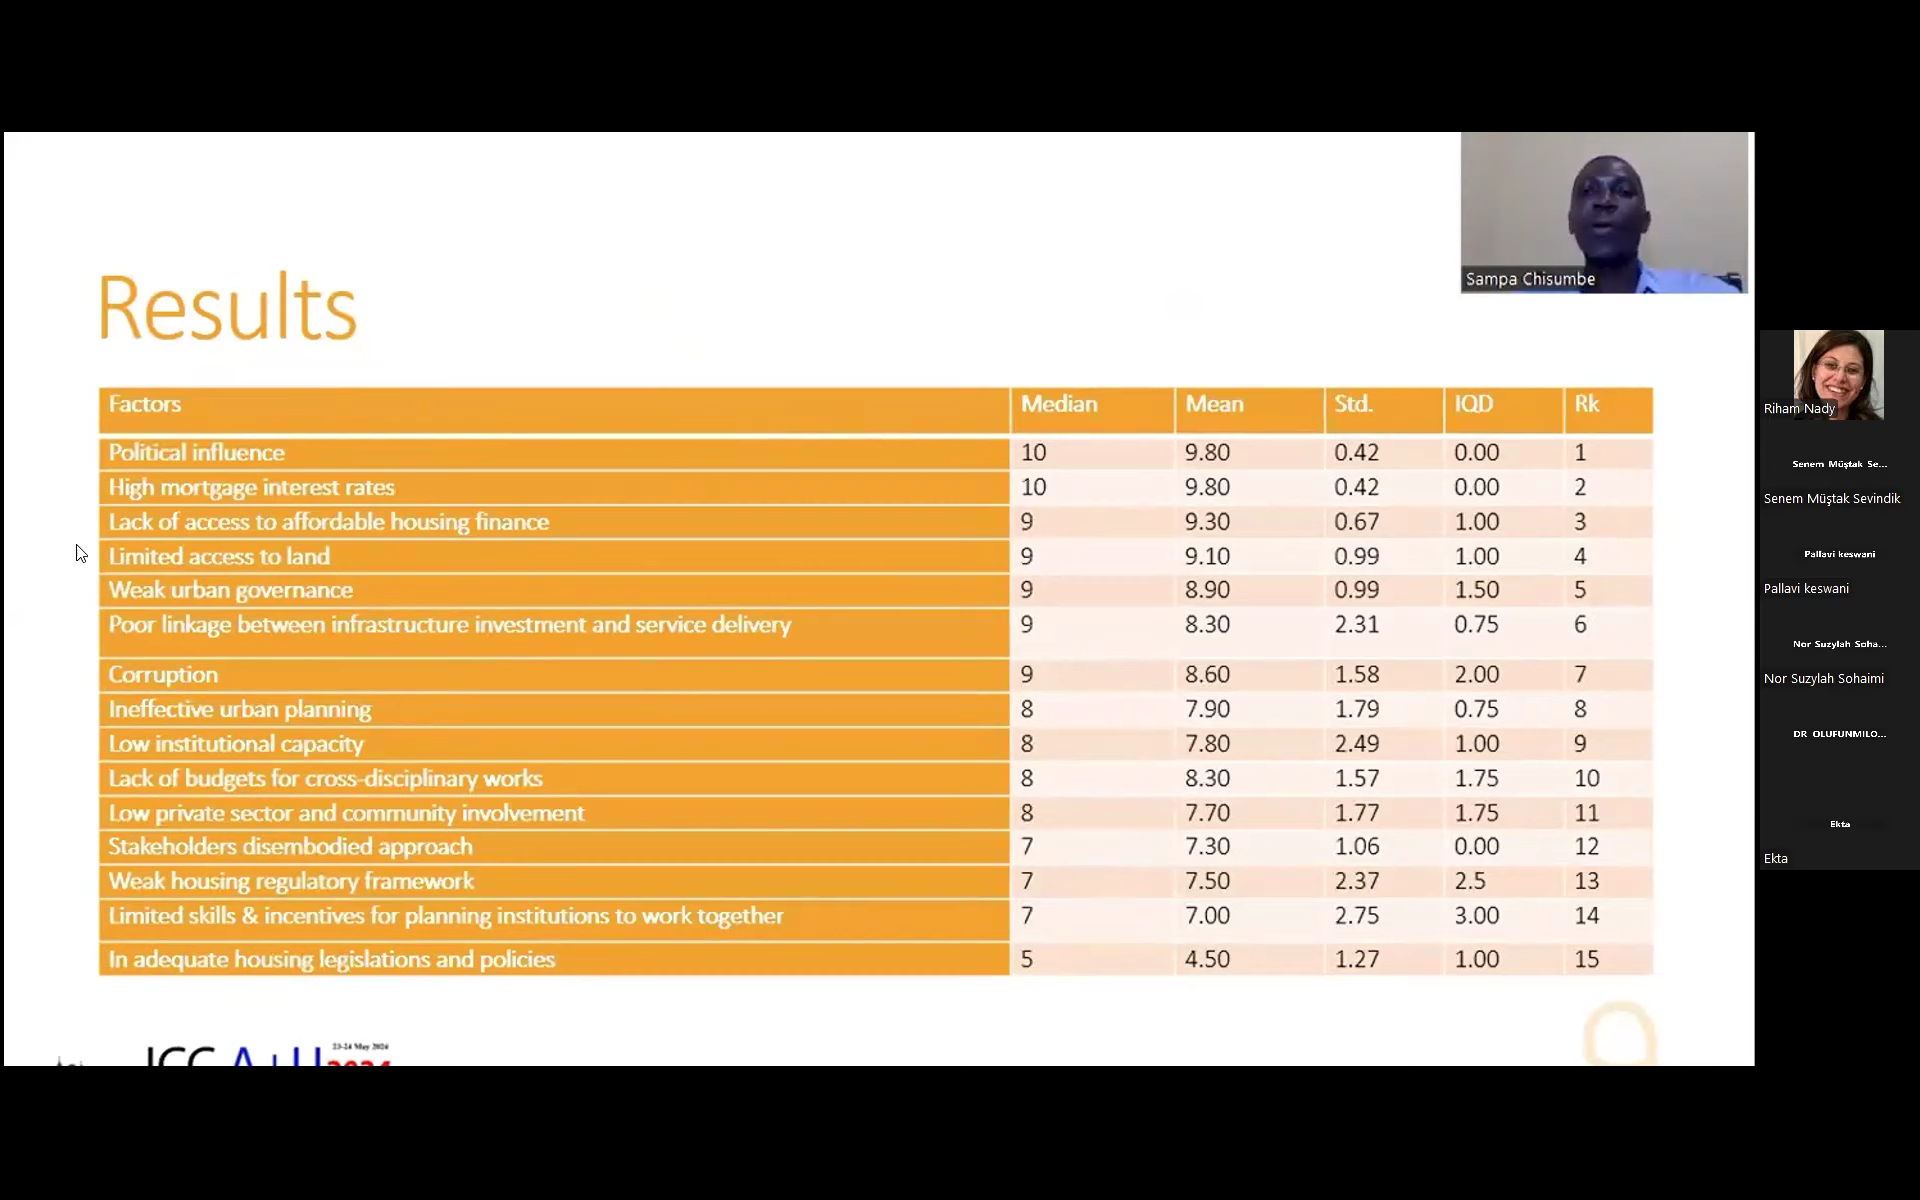 Sampa Chisumbe
Results
Factors Median Mean Std. IQD Rk
Political influence 10 9.80 0.42 0.00 1
High mortgage interest rates 10 9.80 0.42 0.00 2
Lack of access to affordable housing finance 9 9.30 0.67 1.00 3
Limited access to land 9 9.10 0.99 1.00 4
Weak urban governance 9 8.90 0.99 1.50 5
Poor linkage between infrastructure investment and service delivery 9 8.30 2.31 0.75 6
Corruption 9 8.60 1.58 2.00 7
Ineffective urban planning 8 7.90 1.79 0.75 8
Low institutional capacity 8 7.80 2.49 1.00 9
Lack of budgets for cross-disciplinary works 8 8.30 1.57 1.75 10
Low private sector and community involvement 8 7.70 1.77 1.75 11
Stakeholders disembodied approach 7 7.30 1.06 0.00 12
Weak housing regulatory framework 7 7.50 2.37 2.5 13
Limited skills & incentives for planning institutions to work together 7 7.00 2.75 3.00 14
In adequate housing legislations and policies 5 4.50 1.27 1.00 15
23-24 May 2024
2024
Riham Nady
Senem Müştak Se...
Senem Müştak Sevindik
Pallavi keswani
Pallavi keswani
Nor Suzylah Soha...
Nor Suzylah Sohaimi
DR OLUFUNMILO...
Ekta
Ekta